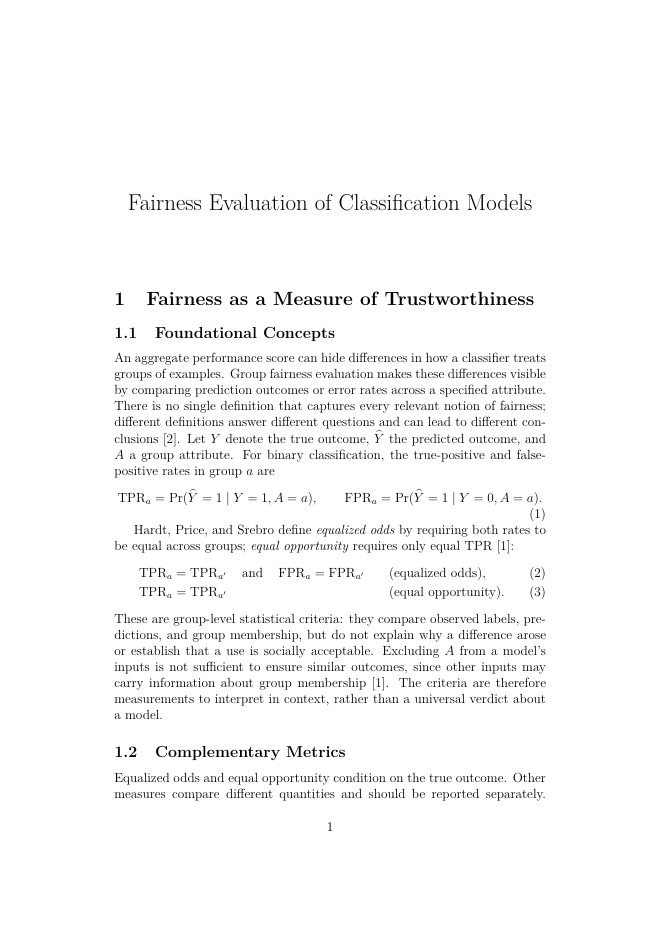 Fairness Evaluation of Classification Models
1 Fairness as a Measure of Trustworthiness
1.1 Foundational Concepts
An aggregate performance score can hide differences in how a classifier treats
groups of examples. Group fairness evaluation makes these differences visible
by comparing prediction outcomes or error rates across a specified attribute.
There is no single definition that captures every relevant notion of fairness;
different definitions answer different questions and can lead to different con-
clusions [2]. Let Y denote the true outcome, Ŷ the predicted outcome, and
A a group attribute. For binary classification, the true-positive and false-
positive rates in group a are
TPRₐ = Pr(Ŷ = 1 | Y = 1, A = a), FPRₐ = Pr(Ŷ = 1 | Y = 0, A = a).
(1)
Hardt, Price, and Srebro define equalized odds by requiring both rates to
be equal across groups; equal opportunity requires only equal TPR [1]:
TPRₐ = TPRₐ′ and FPRₐ = FPRₐ′ (equalized odds), (2)
TPRₐ = TPRₐ′ (equal opportunity). (3)
These are group-level statistical criteria: they compare observed labels, pre-
dictions, and group membership, but do not explain why a difference arose
or establish that a use is socially acceptable. Excluding A from a model's
inputs is not sufficient to ensure similar outcomes, since other inputs may
carry information about group membership [1]. The criteria are therefore
measurements to interpret in context, rather than a universal verdict about
a model.
1.2 Complementary Metrics
Equalized odds and equal opportunity condition on the true outcome. Other
measures compare different quantities and should be reported separately.
1